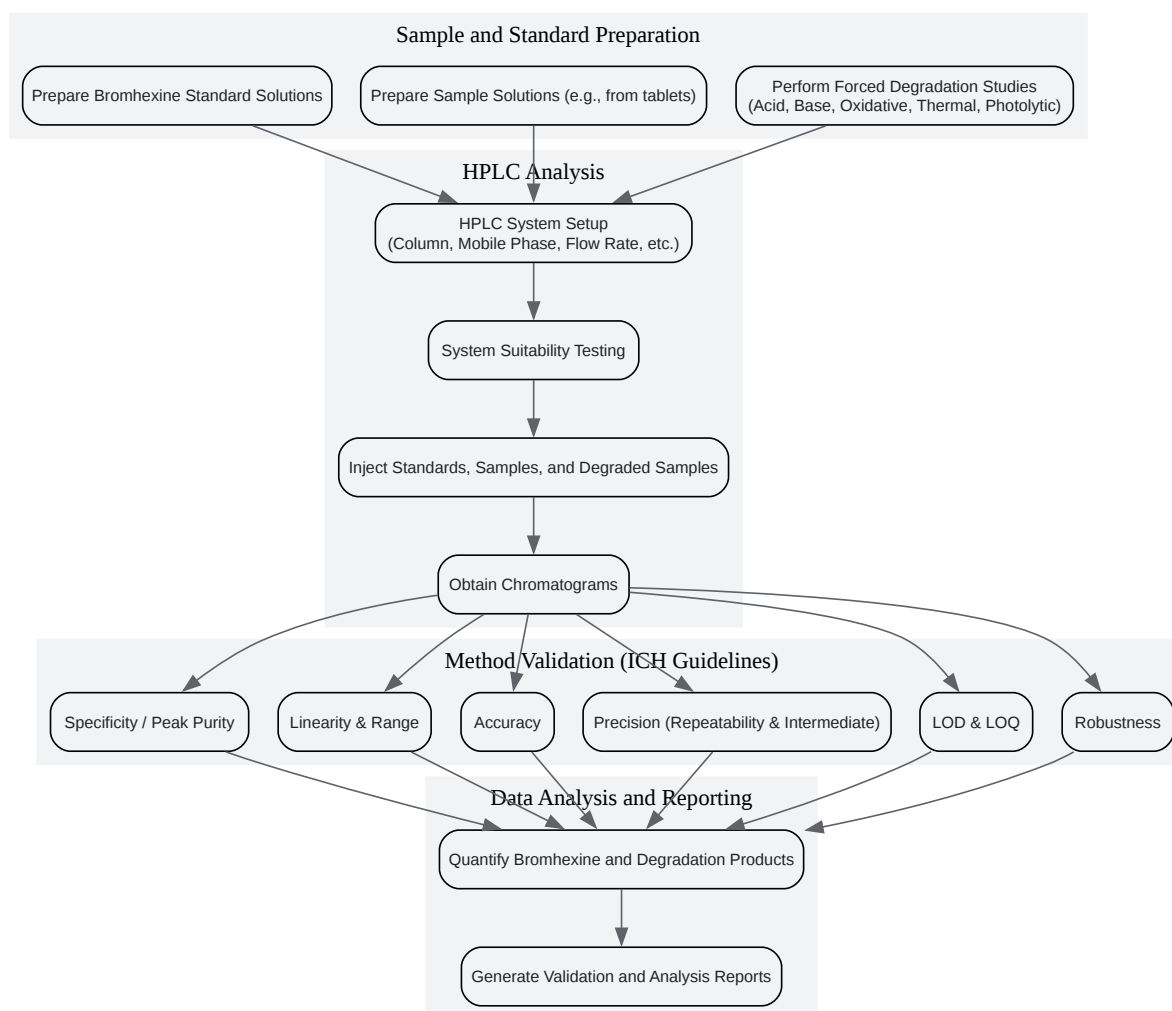 Sample and Standard Preparation
Prepare Bromhexine Standard Solutions
Prepare Sample Solutions (e.g., from tablets)
Perform Forced Degradation Studies
(Acid, Base, Oxidative, Thermal, Photolytic)
HPLC Analysis
HPLC System Setup
(Column, Mobile Phase, Flow Rate, etc.)
System Suitability Testing
Inject Standards, Samples, and Degraded Samples
Obtain Chromatograms
Method Validation (ICH Guidelines)
Specificity / Peak Purity
Linearity & Range
Accuracy
Precision (Repeatability & Intermediate)
LOD & LOQ
Robustness
Data Analysis and Reporting
Quantify Bromhexine and Degradation Products
Generate Validation and Analysis Reports